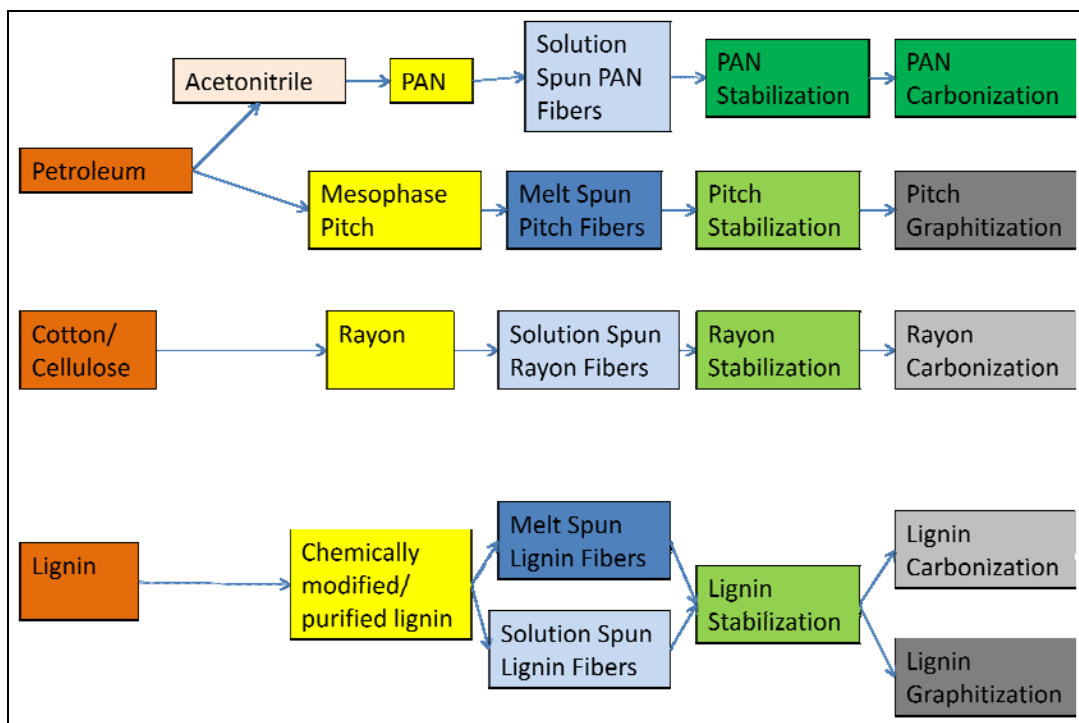 Acetonitrile
PAN
Solution
Spun PAN
Fibers
PAN
Stabilization
PAN
Carbonization
Petroleum
Mesophase
Pitch
Melt Spun
Pitch Fibers
Pitch
Stabilization
Pitch
Graphitization
Cotton/
Cellulose
Rayon
Solution Spun
Rayon Fibers
Rayon
Stabilization
Rayon
Carbonization
Lignin
Chemically
modified/
purified lignin
Melt Spun
Lignin Fibers
Solution Spun
Lignin Fibers
Lignin
Stabilization
Lignin
Carbonization
Lignin
Graphitization